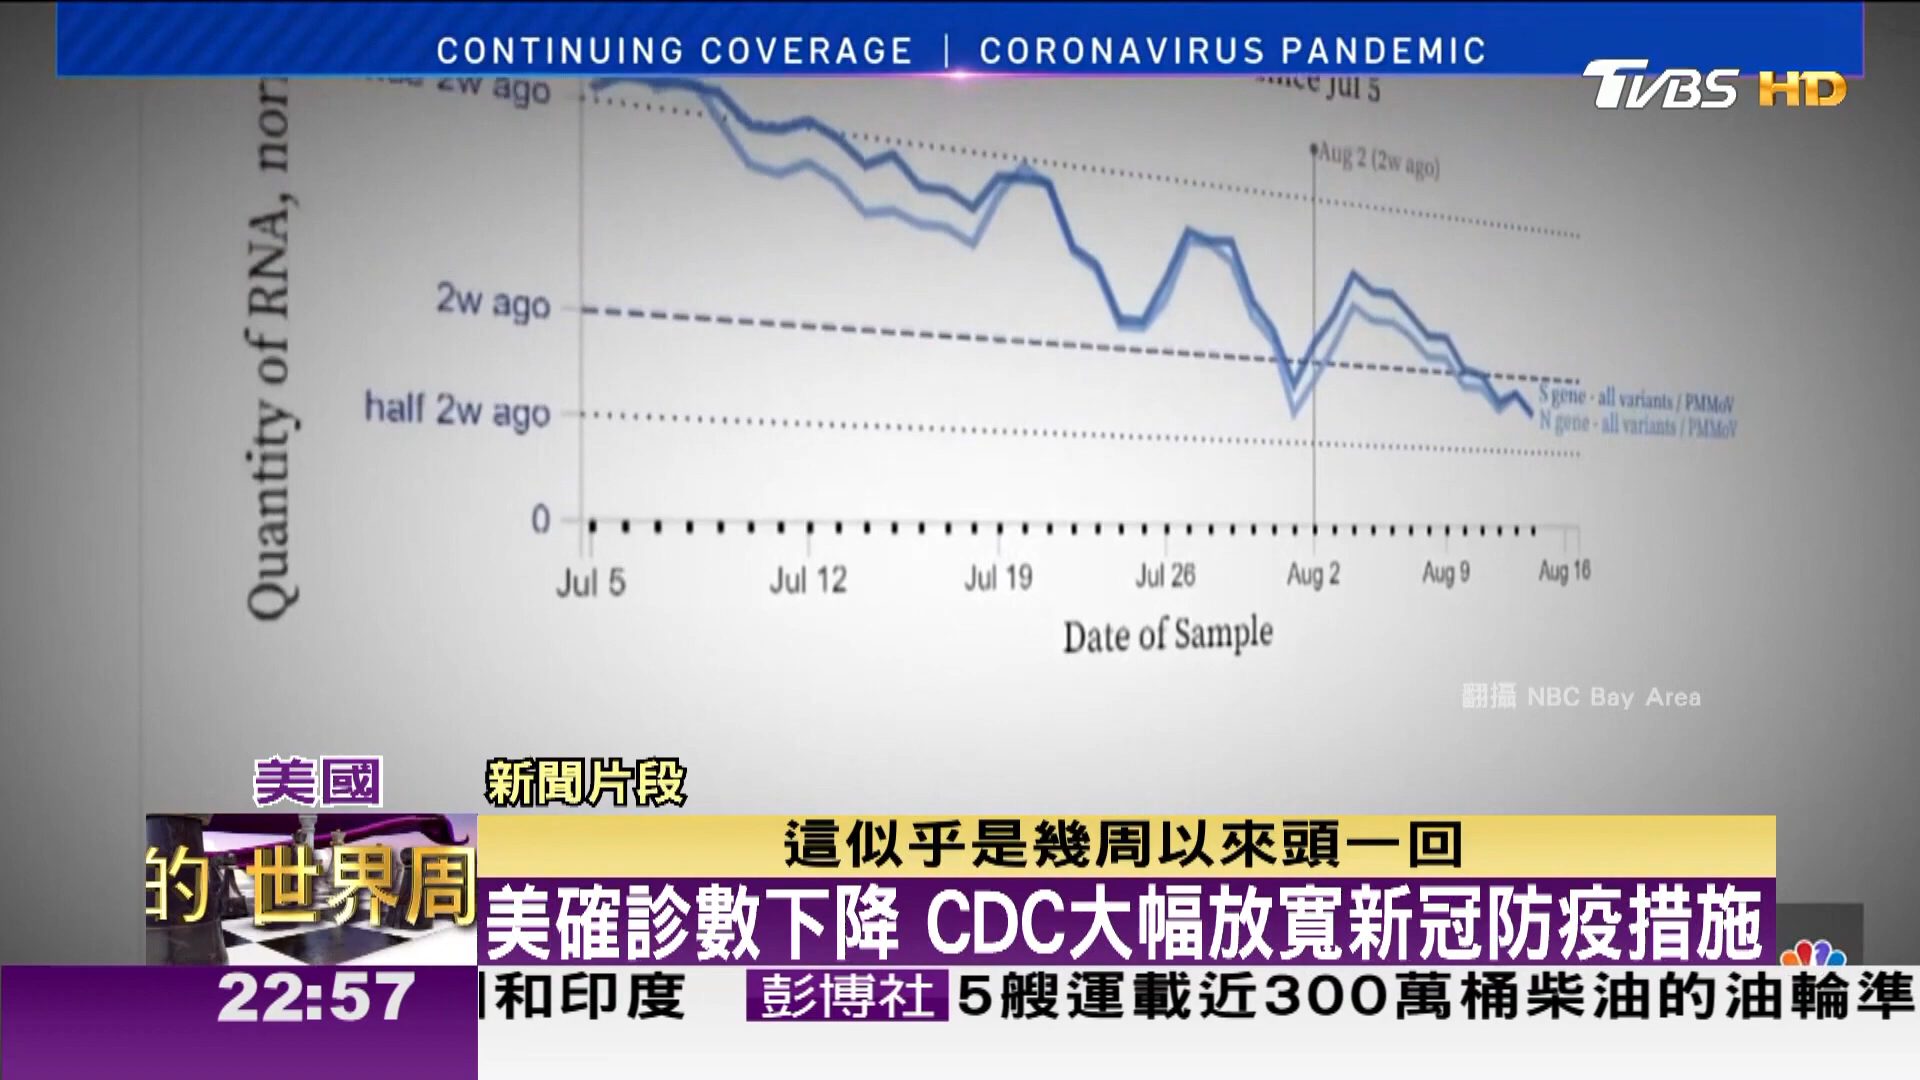 CONTINUING COVERAGE | CORONAVIRUS PANDEMIC
TVBS HD
2w ago
since Jul 5
Aug 2 (2w ago)
Quantity of RNA,
2w ago
half 2w ago
0
S gene - all variants / PMMoV
N gene - all variants / PMMoV
Jul 5
Jul 12
Jul 19
Jul 26
Aug 2
Aug 9
Aug 16
Date of Sample
翻攝 NBC Bay Area
美國
新聞片段
這似乎是幾周以來頭一回
的 世界周
美確診數下降 CDC大幅放寬新冠防疫措施
22:57
和印度 彭博社 5艘運載近300萬桶柴油的油輪準